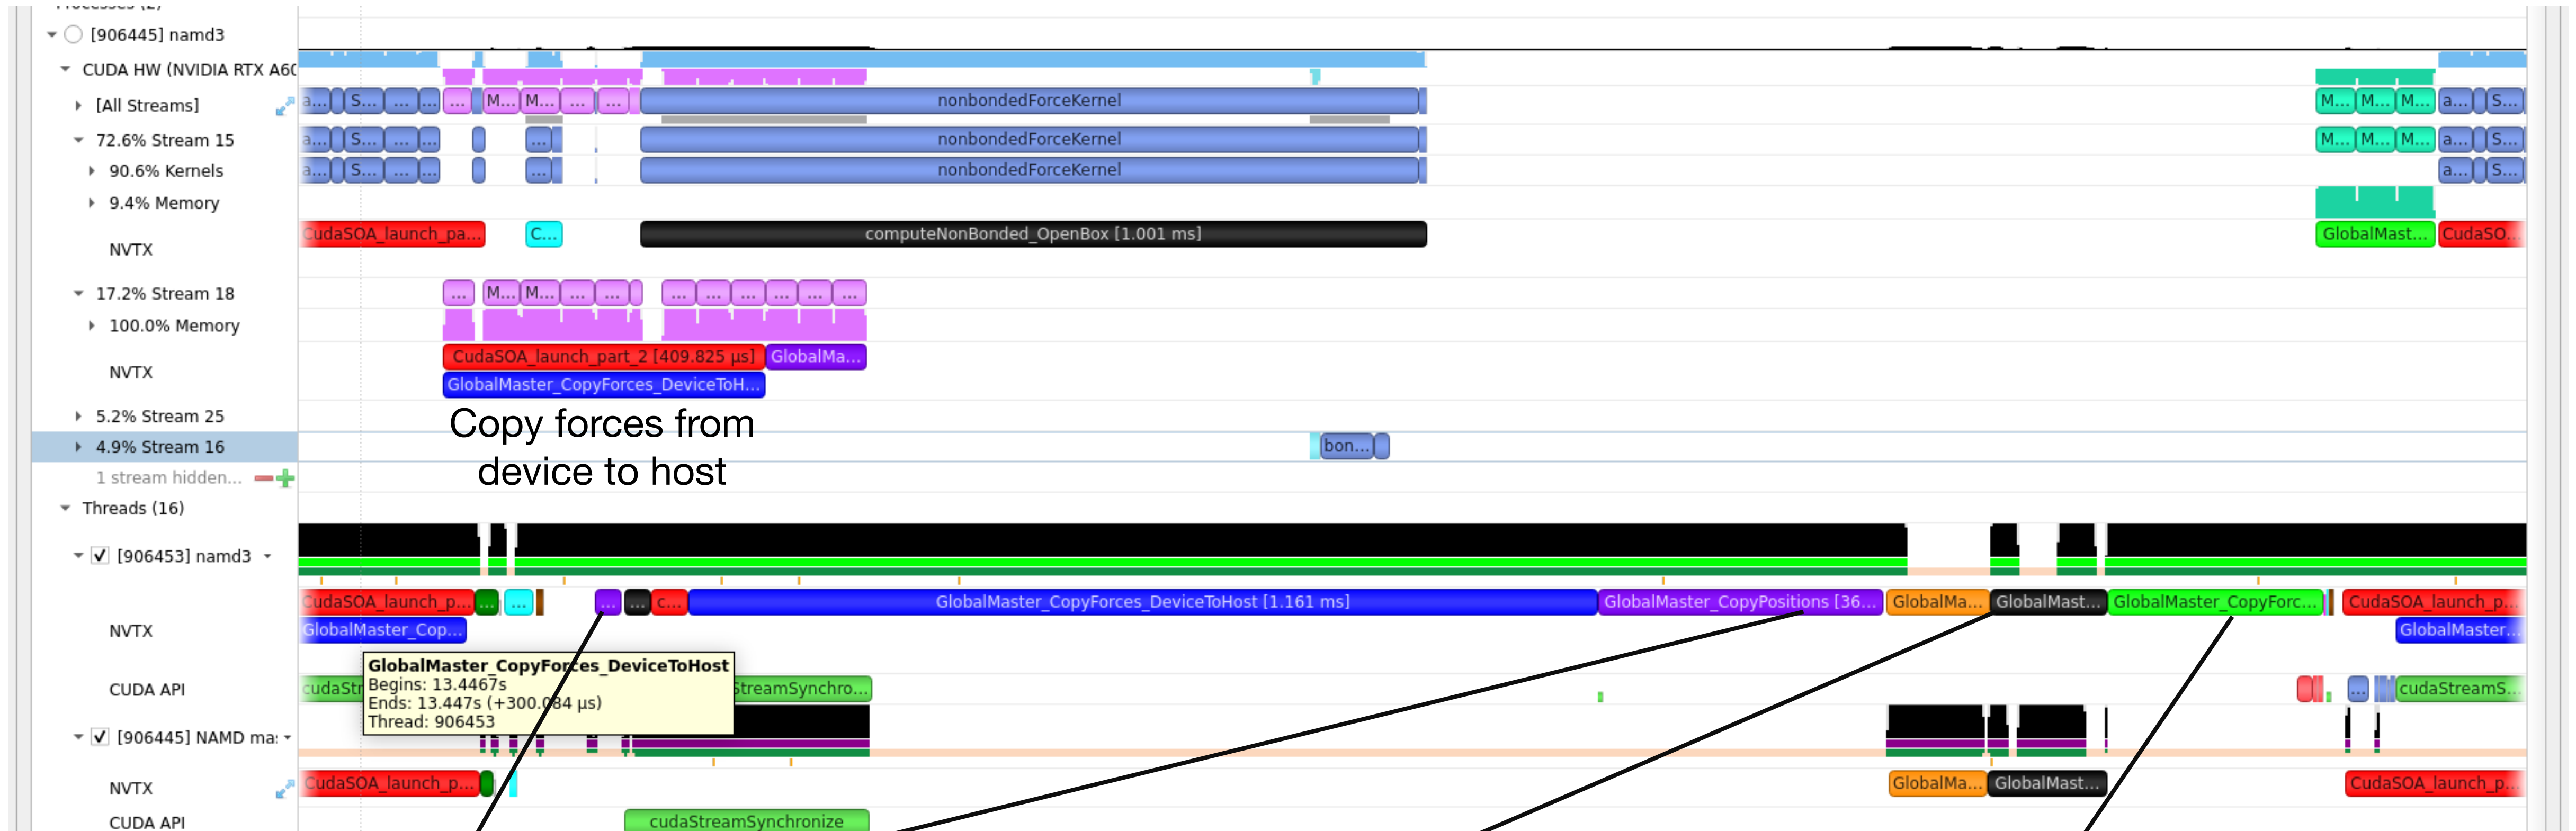 [906445] namd3
CUDA HW (NVIDIA RTX A60
[All Streams]
a... S... ... ... ... M... M... ... ... nonbondedForceKernel M... M... M... a... S...
72.6% Stream 15
a... S... ... ... ... nonbondedForceKernel M... M... M... a... S...
90.6% Kernels
a... S... ... ... ... nonbondedForceKernel a... S...
9.4% Memory
NVTX
CudaSOA_launch_pa... C... computeNonBonded_OpenBox [1.001 ms] GlobalMast... CudaSO...
17.2% Stream 18
... M... M... ... ... ... ... ... ... ... ...
100.0% Memory
NVTX
CudaSOA_launch_part_2 [409.825 µs] GlobalMa...
GlobalMaster_CopyForces_DeviceToH...
5.2% Stream 25
Copy forces from
device to host
4.9% Stream 16
bon...
1 stream hidden...
Threads (16)
[906453] namd3
NVTX
CudaSOA_launch_p... ... ... ... ... c... GlobalMaster_CopyForces_DeviceToHost [1.161 ms] GlobalMaster_CopyPositions [36... GlobalMa... GlobalMast... GlobalMaster_CopyForc... CudaSOA_launch_p...
GlobalMaster_Cop... GlobalMaster...
GlobalMaster_CopyForces_DeviceToHost
Begins: 13.4467s
Ends: 13.447s (+300.084 µs)
Thread: 906453
CUDA API
cudaStr StreamSynchro... ... cudaStreamS...
[906445] NAMD ma:
NVTX
CudaSOA_launch_p... GlobalMa... GlobalMast... CudaSOA_launch_p...
CUDA API
cudaStreamSynchronize